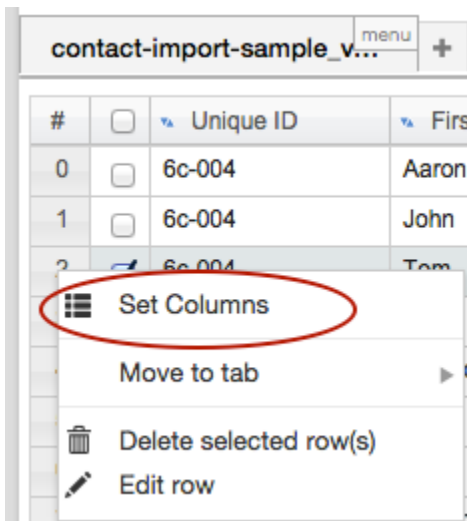 contact-import-sample_v... menu +
# Unique ID Firs
0 6c-004 Aaron
1 6c-004 John
2 6c-004 Tom
Set Columns
Move to tab
Delete selected row(s)
Edit row